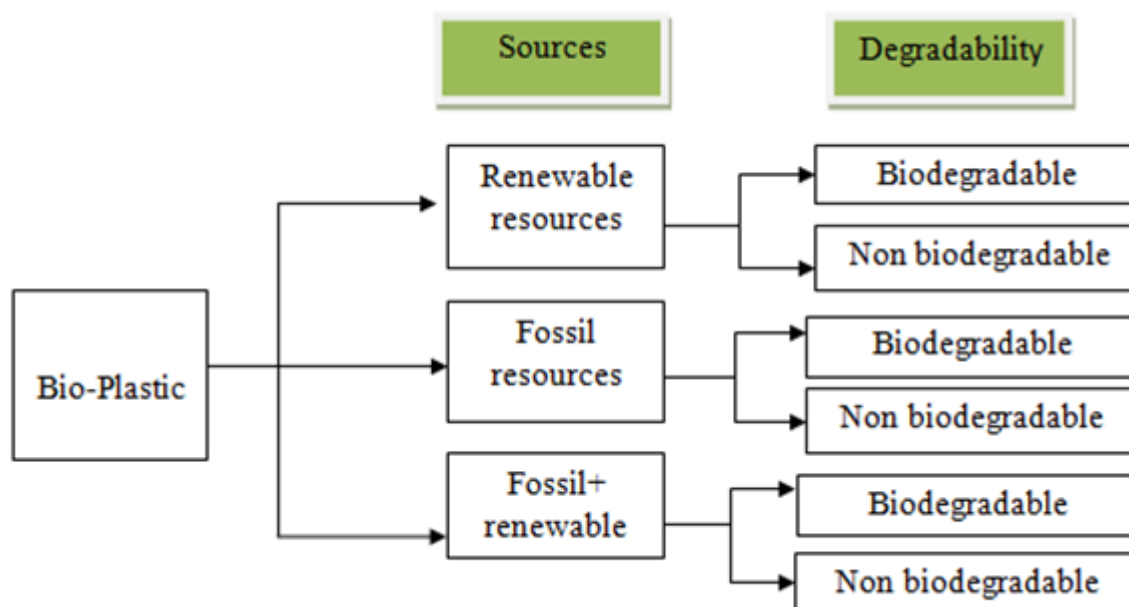 Sources
Degradability
Renewable
resources
Biodegradable
Non biodegradable
Bio-Plastic
Fossil
resources
Biodegradable
Non biodegradable
Fossil+
renewable
Biodegradable
Non biodegradable